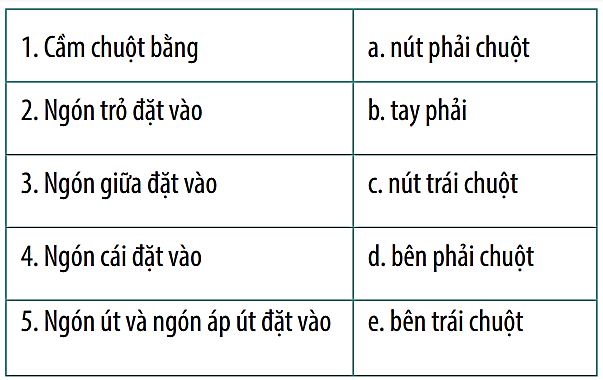 1. Cầm chuột bằng
a. nút phải chuột
2. Ngón trỏ đặt vào
b. tay phải
3. Ngón giữa đặt vào
c. nút trái chuột
4. Ngón cái đặt vào
d. bên phải chuột
5. Ngón út và ngón áp út đặt vào
e. bên trái chuột